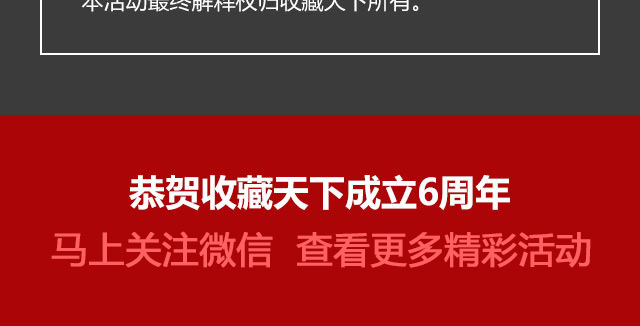 本活动最终解释权归收藏天下所有。
恭贺收藏天下成立6周年
马上关注微信 查看更多精彩活动